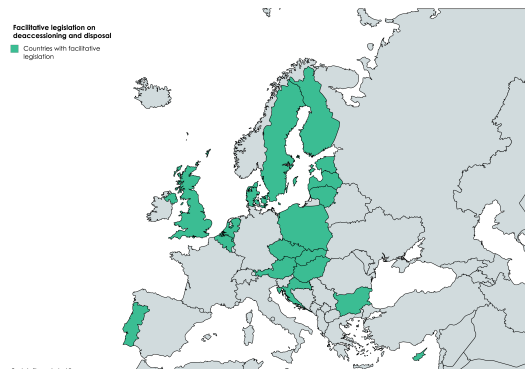 Facilitative legislation on
deaccessioning and disposal
Countries with facilitative
legislation